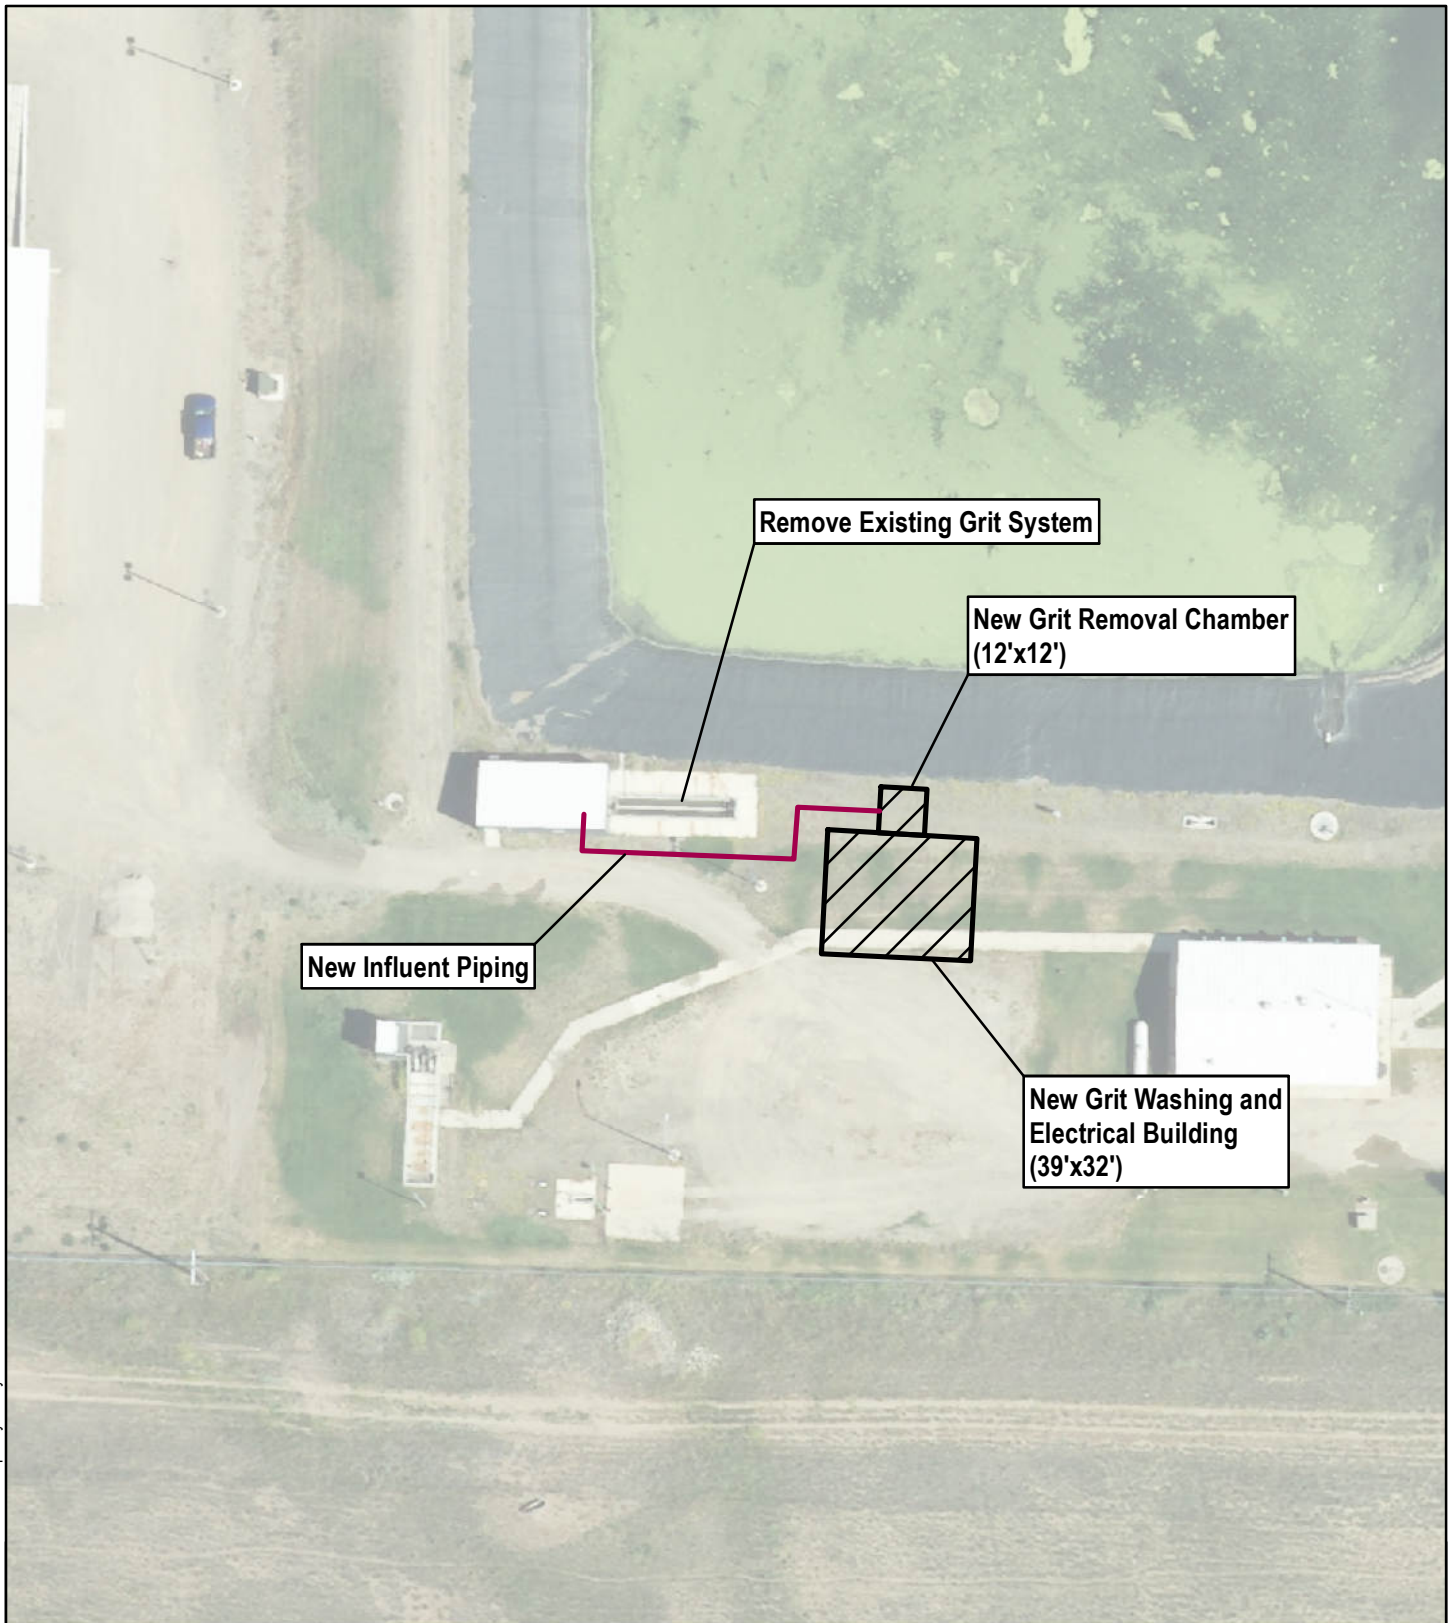 Remove Existing Grit System
New Grit Removal Chamber
(12'x12')
New Influent Piping
New Grit Washing and
Electrical Building
(39'x32')